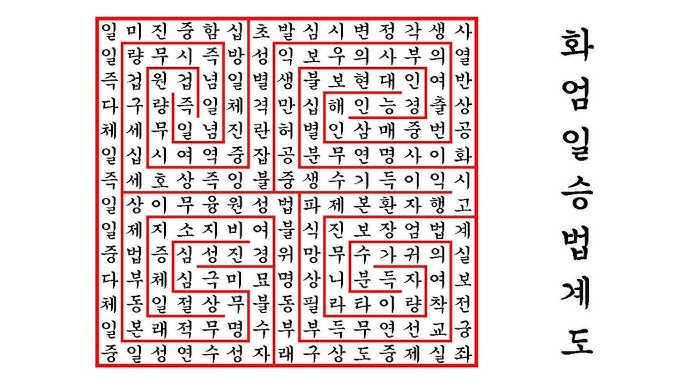 일 미 진 중 함 십 초 발 심 시 변 정 각 생 사
일 량 무 시 즉 방 성 익 보 우 의 사 부 의 열
즉 겁 원 겁 념 일 별 생 불 보 현 대 인 여 반
다 구 량 즉 일 체 격 만 십 해 인 능 경 출 상
체 세 무 일 념 진 란 허 별 인 삼 매 중 번 공
일 십 시 여 역 중 잡 공 분 무 연 명 사 이 화
즉 세 호 상 즉 잉 불 중 생 수 기 득 이 익 시
일 상 이 무 융 원 성 법 파 제 본 환 자 행 고
일 제 지 소 지 비 여 불 식 진 보 장 엄 법 계
중 법 증 심 성 진 경 위 망 무 수 가 귀 의 실
다 부 체 심 극 미 묘 명 상 니 분 득 자 여 보
체 동 일 절 상 무 불 동 필 라 타 이 량 착 전
일 본 래 적 무 명 수 부 부 득 무 연 선 교 궁
중 일 성 연 수 성 자 래 구 상 도 중 제 실 좌
화엄일승법계도